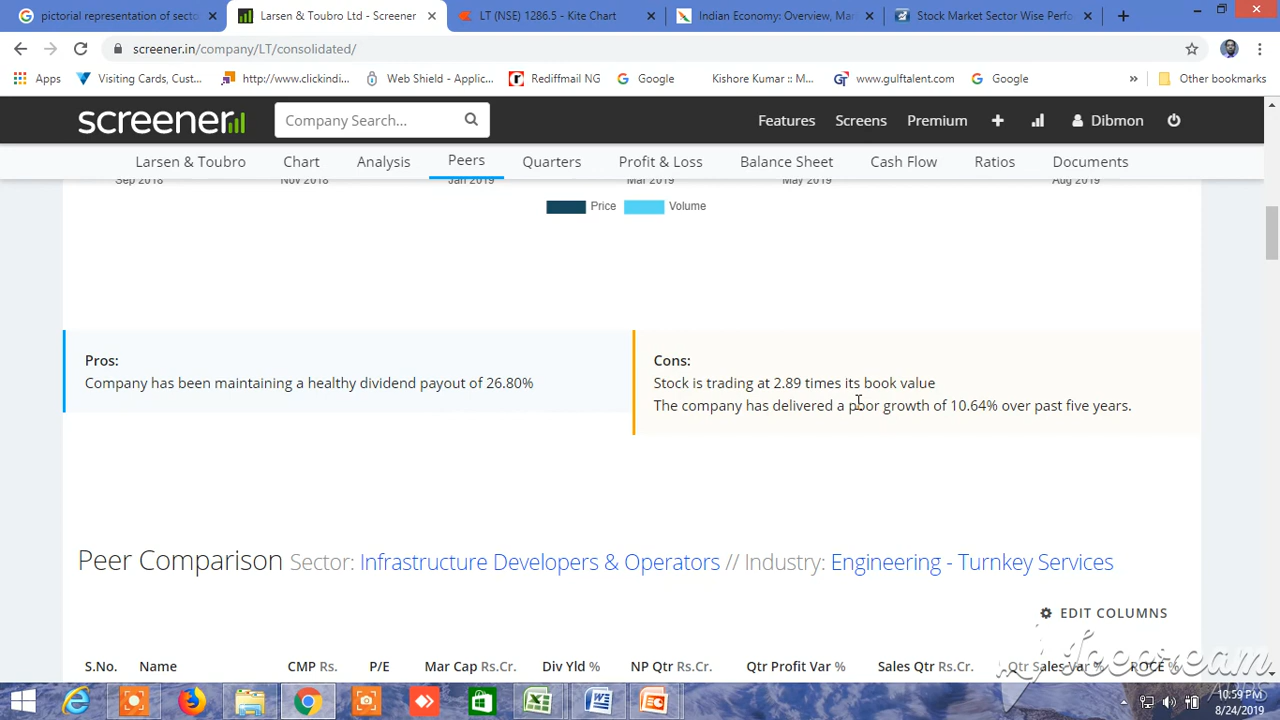 pictorial representation of secto
Larsen & Toubro Ltd - Screener
LT (NSE) 1286.5 - Kite Chart
Indian Economy: Overview, Mar
Stock Market Sector Wise Perfo
screener.in/company/LT/consolidated/
Apps
Visiting Cards, Cust...
http://www.clickindi...
Web Shield - Applic...
Rediffmail NG
Google
Kishore Kumar :: M...
www.gulftalent.com
Google
Other bookmarks
screener
Company Search...
Features
Screens
Premium
Dibmon
Larsen & Toubro
Chart
Analysis
Peers
Quarters
Profit & Loss
Balance Sheet
Cash Flow
Ratios
Documents
Sep 2018
Nov 2018
Jan 2019
Mar 2019
May 2019
Aug 2019
Price
Volume
Pros:
Company has been maintaining a healthy dividend payout of 26.80%
Cons:
Stock is trading at 2.89 times its book value
The company has delivered a poor growth of 10.64% over past five years.
Peer Comparison Sector: Infrastructure Developers & Operators // Industry: Engineering - Turnkey Services
EDIT COLUMNS
S.No.
Name
CMP Rs.
P/E
Mar Cap Rs.Cr.
Div Yld %
NP Qtr Rs.Cr.
Qtr Profit Var %
Sales Qtr Rs.Cr.
Qtr Sales Var %
ROCE %
10:59 PM
8/24/2019